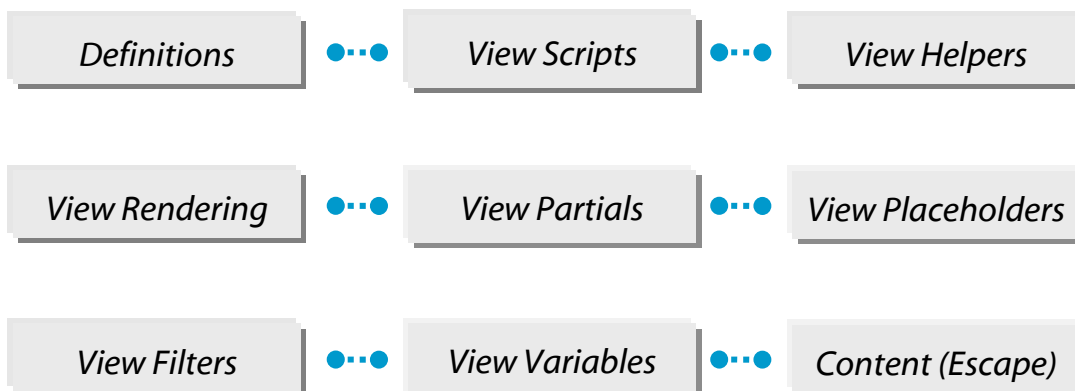 Definitions
View Scripts
View Helpers
View Rendering
View Partials
View Placeholders
View Filters
View Variables
Content (Escape)